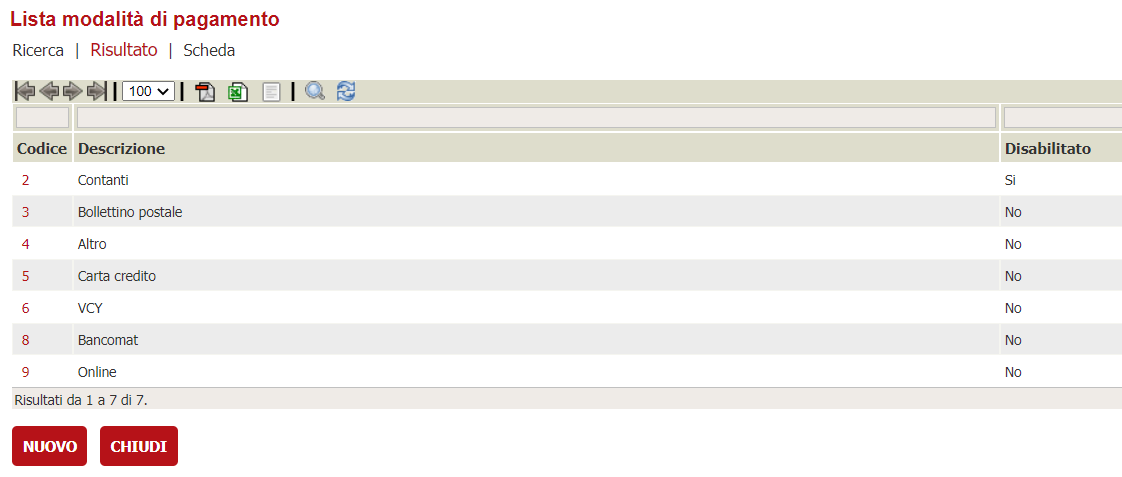 Lista modalità di pagamento
Ricerca | Risultato | Scheda
100
Codice Descrizione Disabilitato
2 Contanti Si
3 Bollettino postale No
4 Altro No
5 Carta credito No
6 VCY No
8 Bancomat No
9 Online No
Risultati da 1 a 7 di 7.
NUOVO CHIUDI